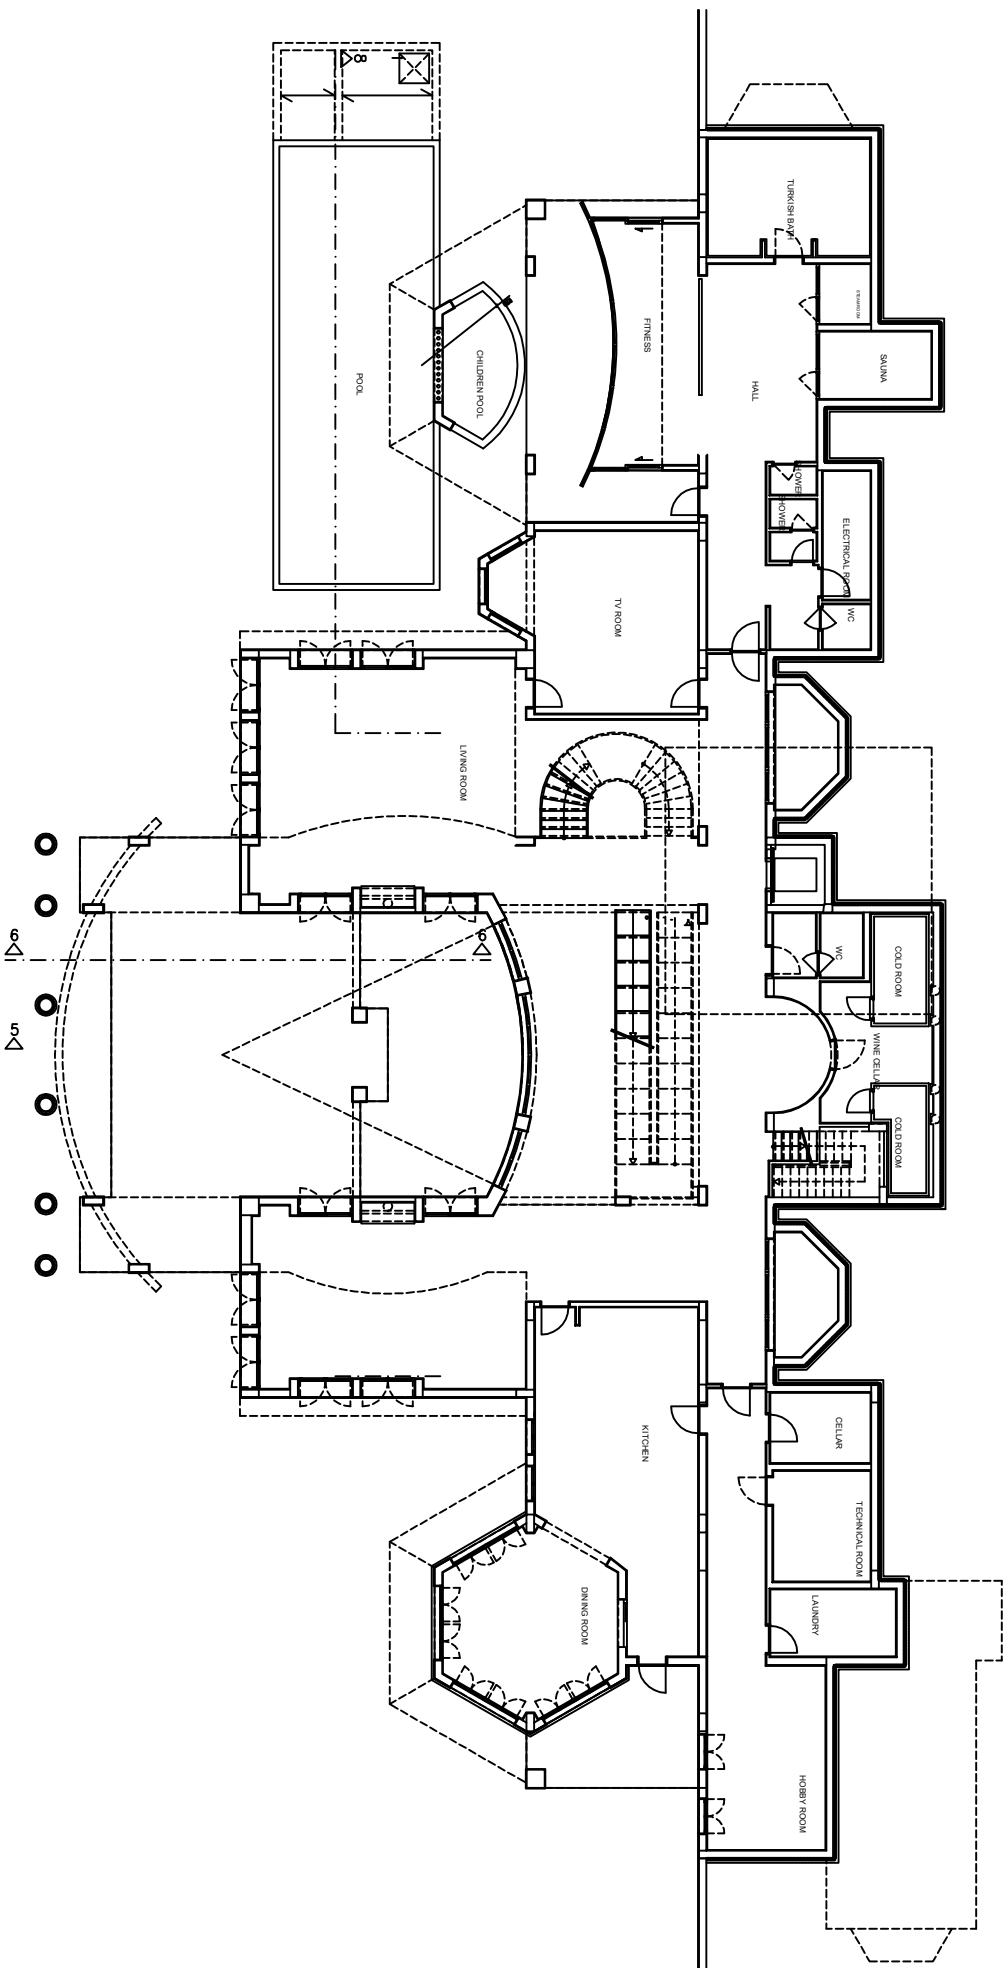 8
TURKISH BATH
STEAMROOM
SAUNA
FITNESS
HALL
CHILDREN POOL
POOL
SHOWER
SHOWER
ELECTRICAL ROOM
WC
TV ROOM
LIVING ROOM
6
6
5
WC
COLD ROOM
WINE CELLAR
COLD ROOM
KITCHEN
CELLAR
TECHNICAL ROOM
DINING ROOM
LAUNDRY
HOBBY ROOM